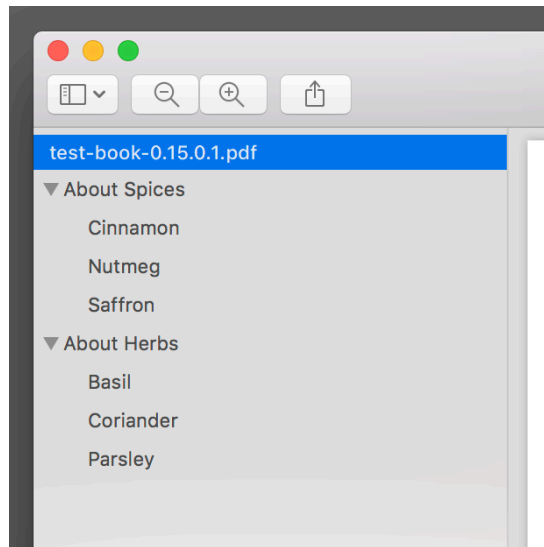 test-book-0.15.0.1.pdf
About Spices
Cinnamon
Nutmeg
Saffron
About Herbs
Basil
Coriander
Parsley